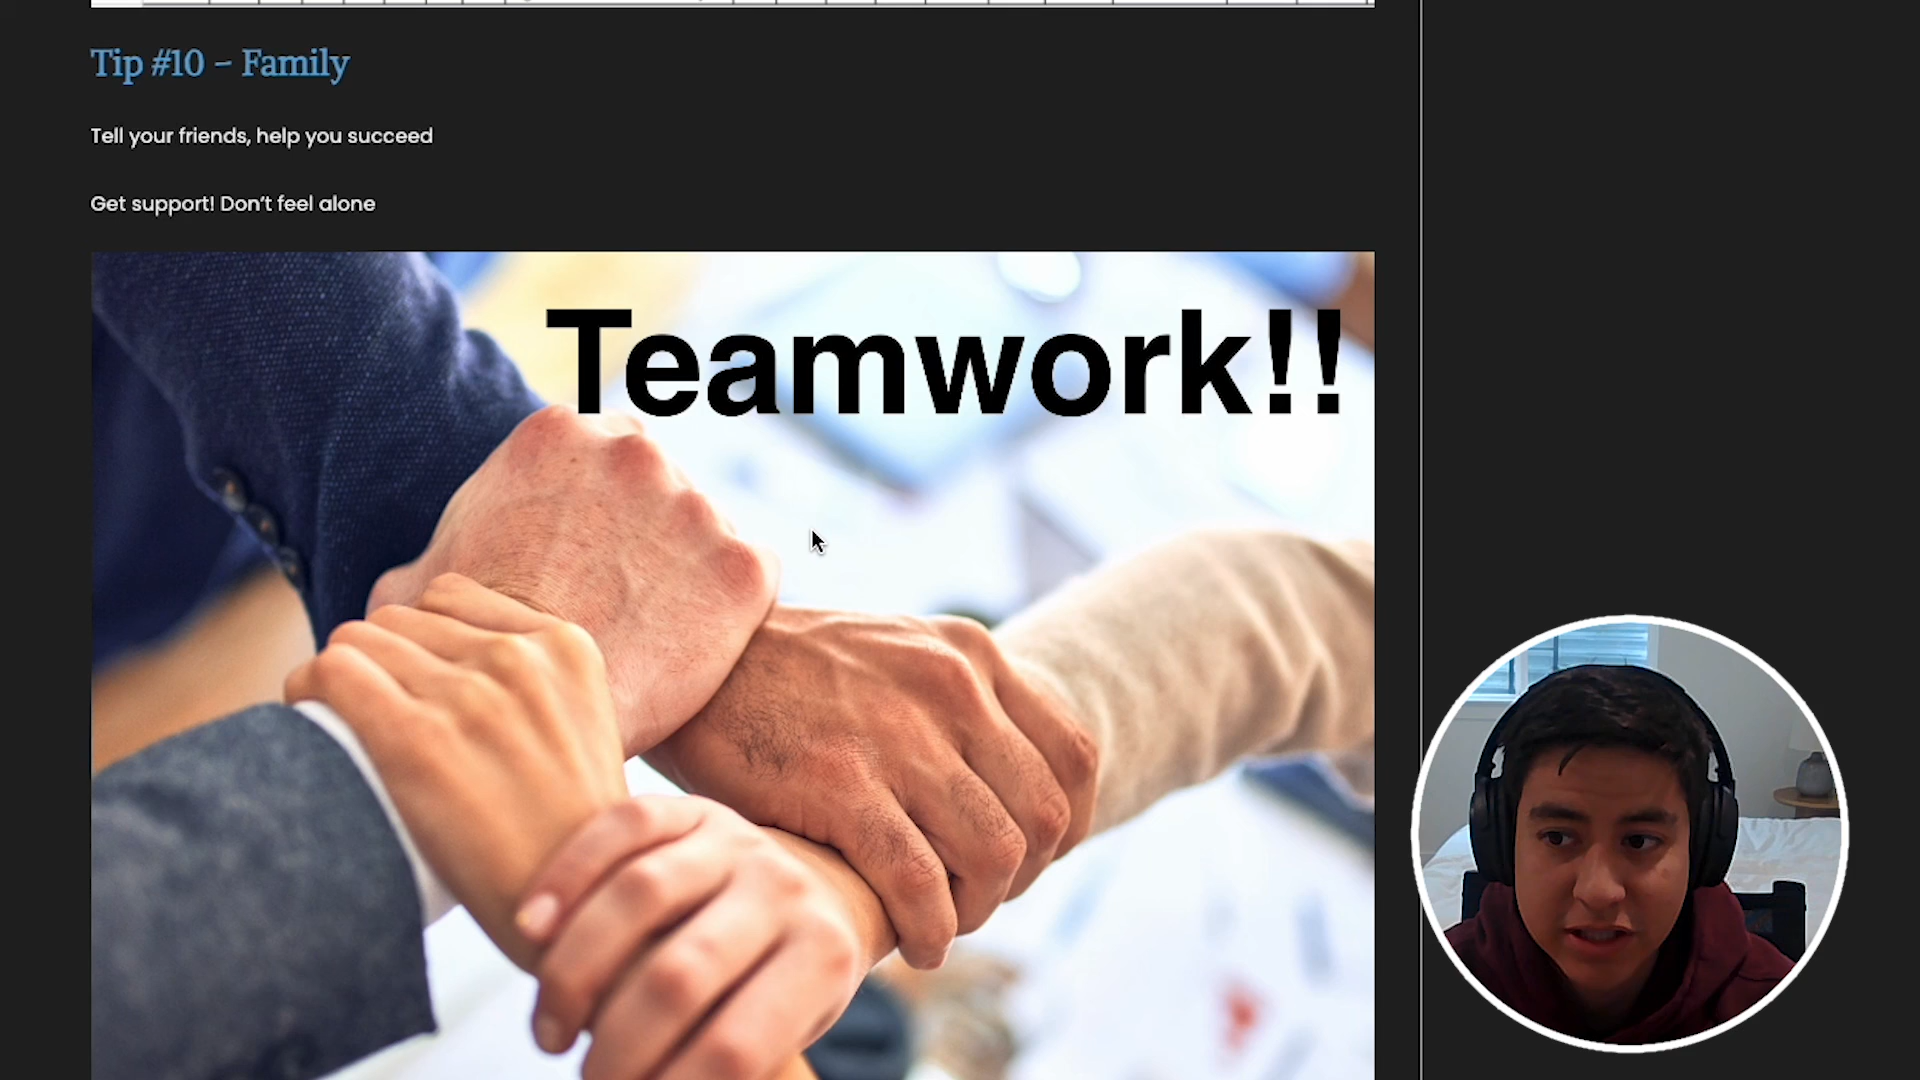 Tip #10 – Family
Tell your friends, help you succeed
Get support! Don’t feel alone
Teamwork!!